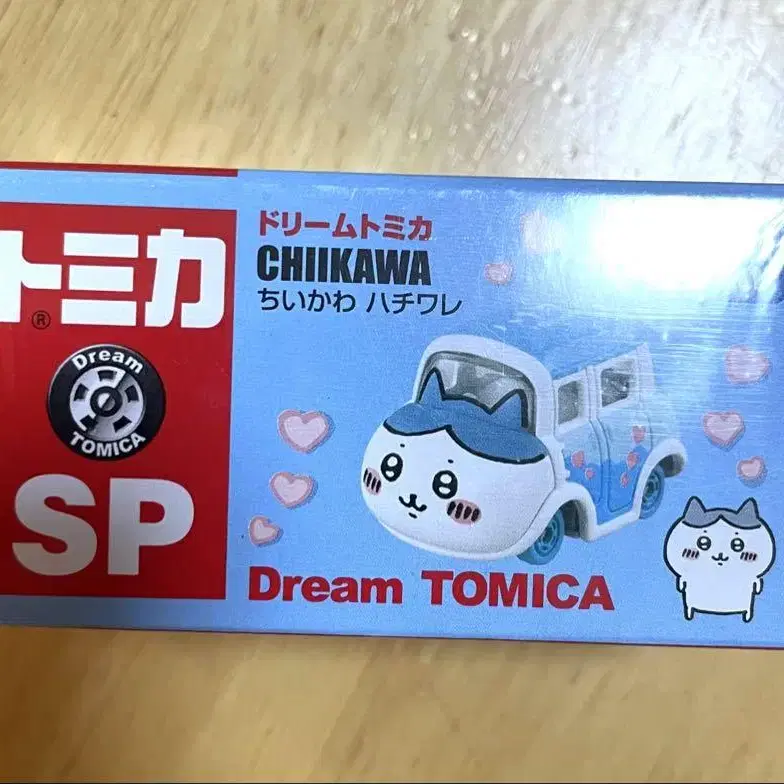 トミカ
®
Dream
TOMICA
SP
ドリームトミカ
CHIIKAWA
ちいかわ ハチワレ
Dream TOMICA